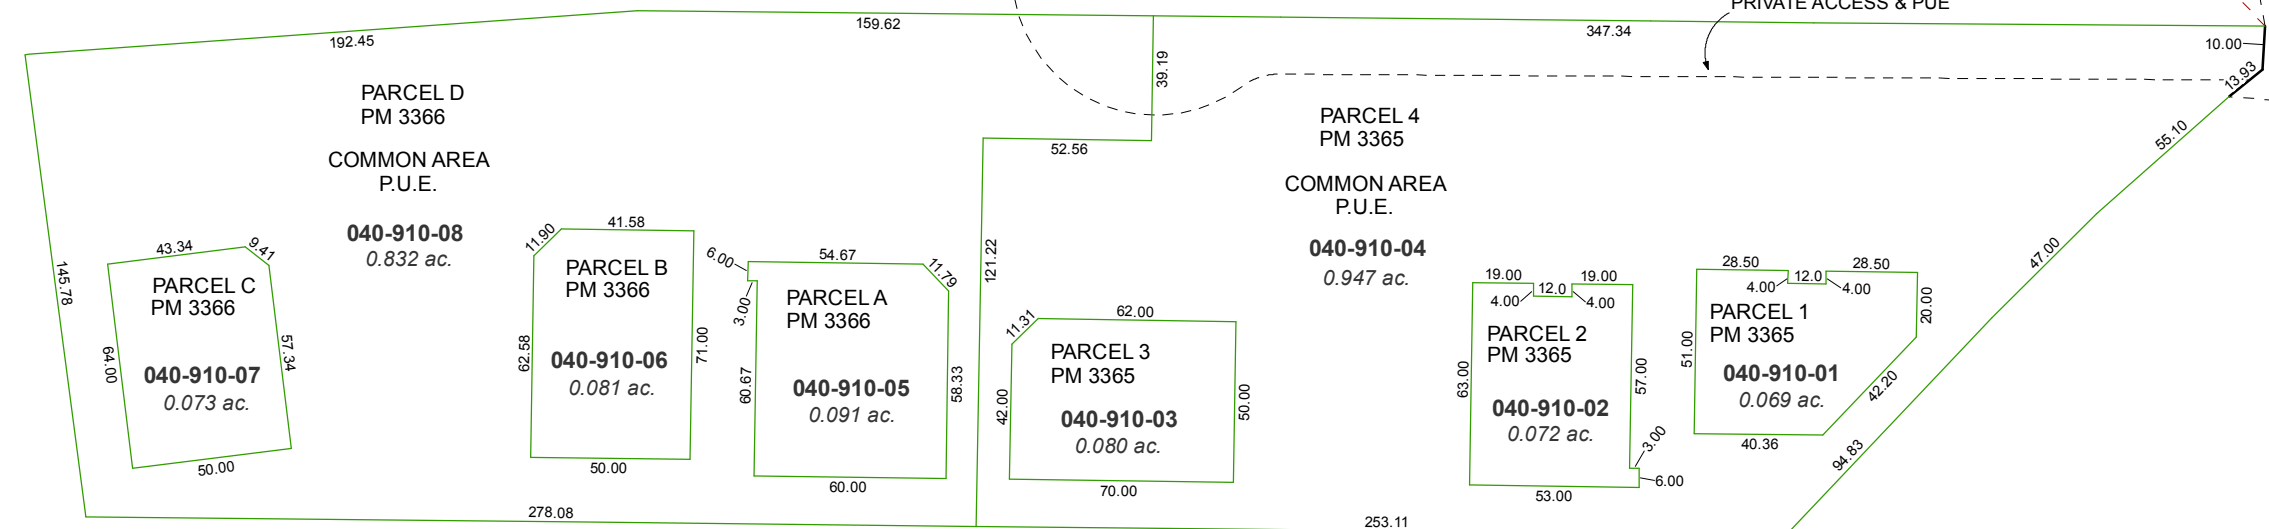 PRIVATE ACCESS & PUE
159.62
347.34
192.45
10.00
13.93
39.19
PARCEL D
PM 3366
COMMON AREA
P.U.E.
040-910-08
0.832 ac.
PARCEL 4
PM 3365
COMMON AREA
P.U.E.
040-910-04
0.947 ac.
52.56
55.10
47.00
94.83
145.78
121.22
278.08
253.11
43.34
9.41
PARCEL C
PM 3366
64.00
57.34
040-910-07
0.073 ac.
50.00
11.90
41.58
PARCEL B
PM 3366
62.58
71.00
040-910-06
0.081 ac.
50.00
6.00
54.67
11.79
3.00
PARCEL A
PM 3366
60.67
58.33
040-910-05
0.091 ac.
60.00
11.31
62.00
PARCEL 3
PM 3365
42.00
50.00
040-910-03
0.080 ac.
70.00
19.00
19.00
4.00
12.0
4.00
PARCEL 2
PM 3365
63.00
57.00
040-910-02
0.072 ac.
3.00
6.00
53.00
28.50
28.50
4.00
12.0
4.00
PARCEL 1
PM 3365
20.00
51.00
040-910-01
0.069 ac.
42.20
40.36